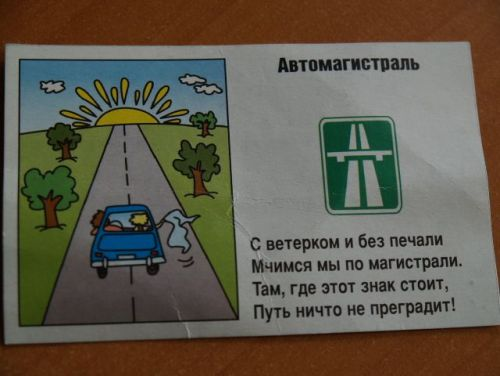 Автомагистраль
С ветерком и без печали
Мчимся мы по магистрали.
Там, где этот знак стоит,
Путь ничто не преградит!